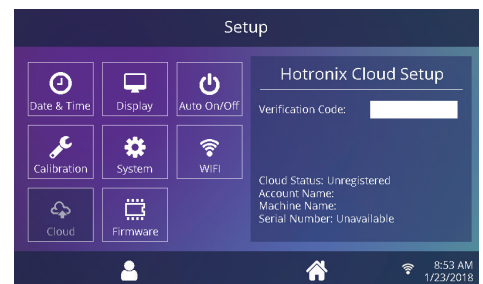 Setup
Date & Time
Display
Auto On/Off
Calibration
System
WIFI
Cloud
Firmware
Hotronix Cloud Setup
Verification Code:
Cloud Status: Unregistered
Account Name:
Machine Name:
Serial Number: Unavailable
8:53 AM
1/23/2018